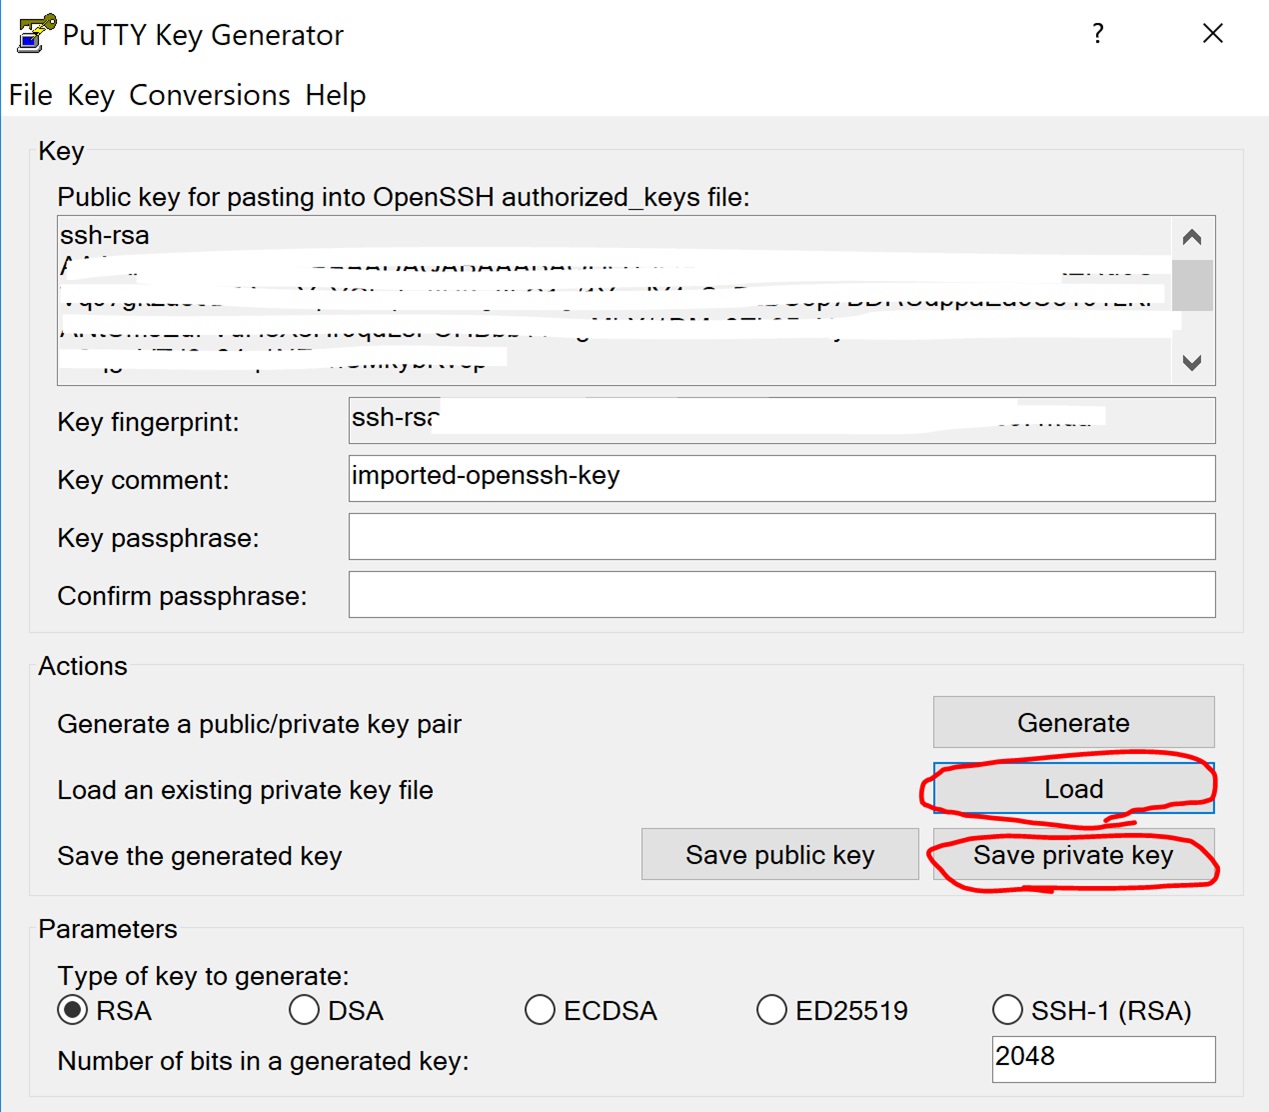 PuTTY Key Generator
?
File Key Conversions Help
Key
Public key for pasting into OpenSSH authorized_keys file:
ssh-rsa
Key fingerprint:
ssh-rsa
Key comment:
imported-openssh-key
Key passphrase:
Confirm passphrase:
Actions
Generate a public/private key pair
Generate
Load an existing private key file
Load
Save the generated key
Save public key
Save private key
Parameters
Type of key to generate:
RSA DSA ECDSA ED25519 SSH-1 (RSA)
Number of bits in a generated key:
2048